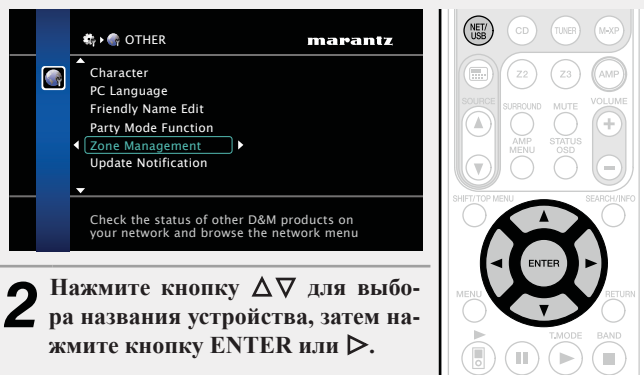 OTHER
marantz
Character
PC Language
Friendly Name Edit
Party Mode Function
Zone Management
Update Notification
Check the status of other D&M products on
your network and browse the network menu
2 Нажмите кнопку △▽ для выбо-
ра названия устройства, затем на-
жмите кнопку ENTER или ▷.
NET/
USB
CD
TUNER
M-XP
Z2
Z3
AMP
SOURCE
SURROUND
MUTE
VOLUME
AMP
MENU
STATUS
OSD
SHIFT/TOP MENU
SEARCH/INFO
ENTER
MENU
RETURN
T.MODE
BAND